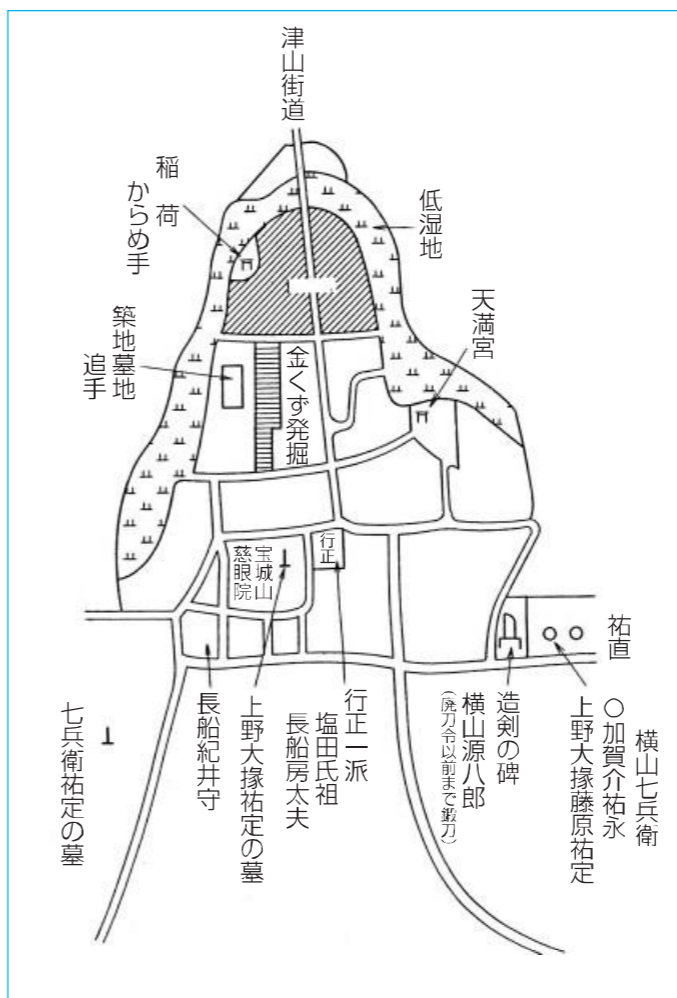 津山街道
稲荷
からめ手
低湿地
天満宮
築地墓地
追手
金くず発掘
宝城山
慈眼院
行正
祐直
横山七兵衛
○加賀介祐永
上野大掾藤原祐定
造剣の碑
横山源八郎
(廃刀令以前まで鍛刀)
行正一派
塩田氏祖
長船房太夫
上野大掾祐定の墓
長船紀井守
七兵衛祐定の墓